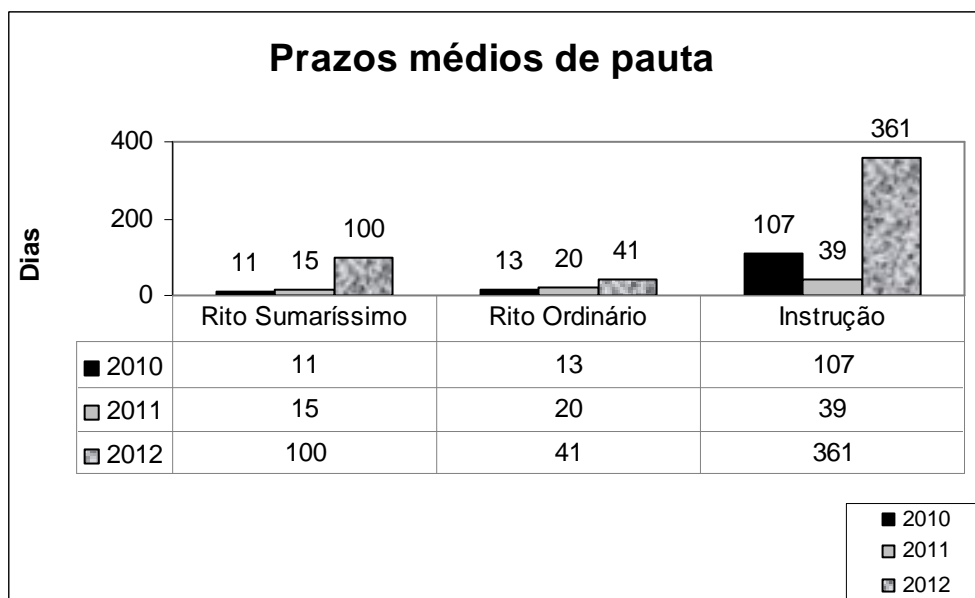 Prazos médios de pauta
Dias
400
200
0
11 15 100
13 20 41
107 39 361
Rito Sumaríssimo Rito Ordinário Instrução
2010 11 13 107
2011 15 20 39
2012 100 41 361
2010
2011
2012